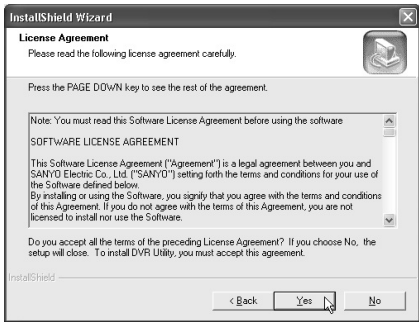 InstallShield Wizard
License Agreement
Please read the following license agreement carefully.
Press the PAGE DOWN key to see the rest of the agreement.
Note: You must read this Software License Agreement before using the software
SOFTWARE LICENSE AGREEMENT
This Software License Agreement ("Agreement") is a legal agreement between you and
SANYO Electric Co., Ltd. ("SANYO") setting forth the terms and conditions for your use of
the Software defined below.
By installing or using the Software, you signify that you agree with the terms and conditions
of this Agreement. If you do not agree with the terms of this Agreement, you are not
licensed to install nor use the Software.
Do you accept all the terms of the preceding License Agreement? If you choose No, the
setup will close. To install DVR Utility, you must accept this agreement.
InstallShield
< Back Yes No